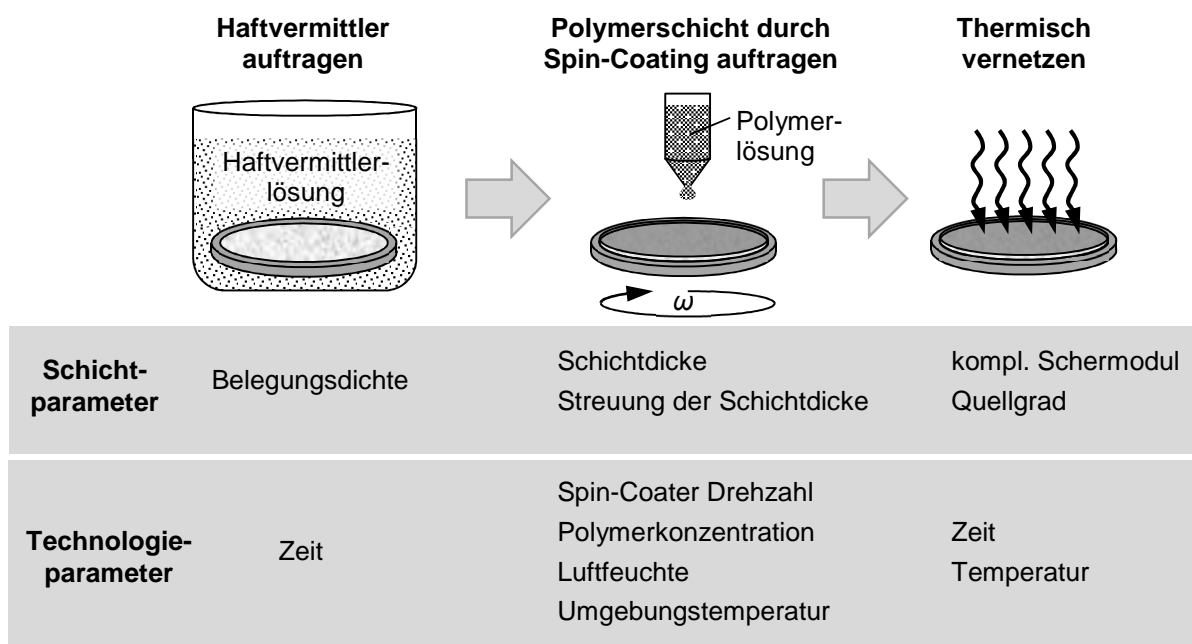 Haftvermittler
auftragen
Polymerschicht durch
Spin-Coating auftragen
Thermisch
vernetzen
Haftvermittler-
lösung
Polymer-
lösung
ω
Schicht-
parameter
Belegungsdichte
Schichtdicke
Streuung der Schichtdicke
kompl. Schermodul
Quellgrad
Technologie-
parameter
Zeit
Spin-Coater Drehzahl
Polymerkonzentration
Luftfeuchte
Umgebungstemperatur
Zeit
Temperatur